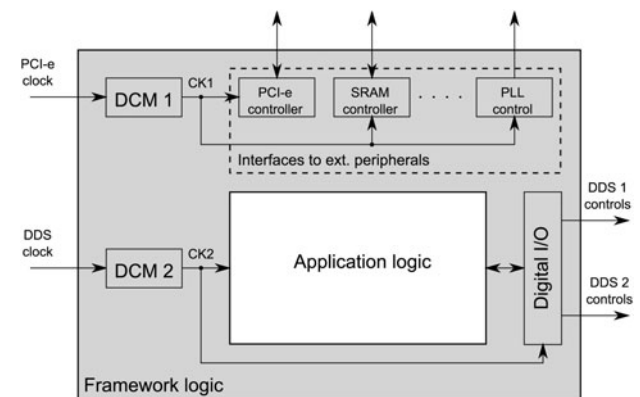 PCI-e
clock
DCM 1
CK1
PCI-e
controller
SRAM
controller
. . . .
PLL
control
Interfaces to ext. peripherals
DDS
clock
DCM 2
CK2
Application logic
Digital I/O
DDS 1
controls
DDS 2
controls
Framework logic